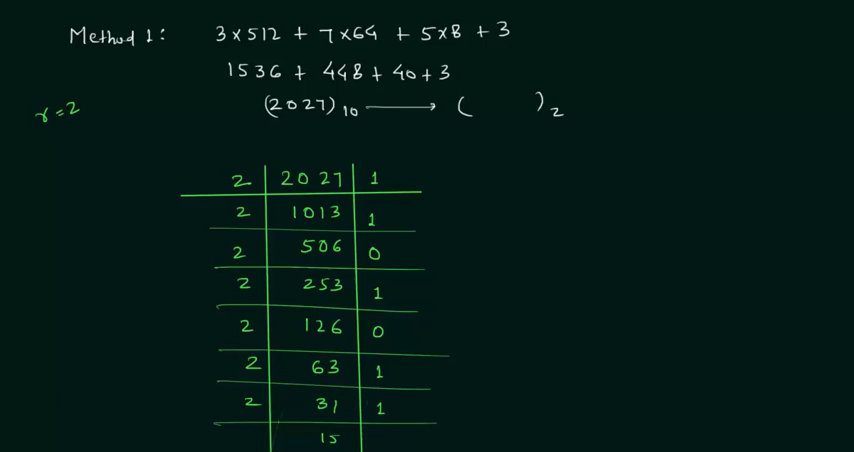 Method 1: 3 x 512 + 7 x 64 + 5 x 8 + 3
1536 + 448 + 40 + 3
r = 2 (2027)10 → ( )2
2 2027 1
2 1013 1
2 506 0
2 253 1
2 126 0
2 63 1
2 31 1
15